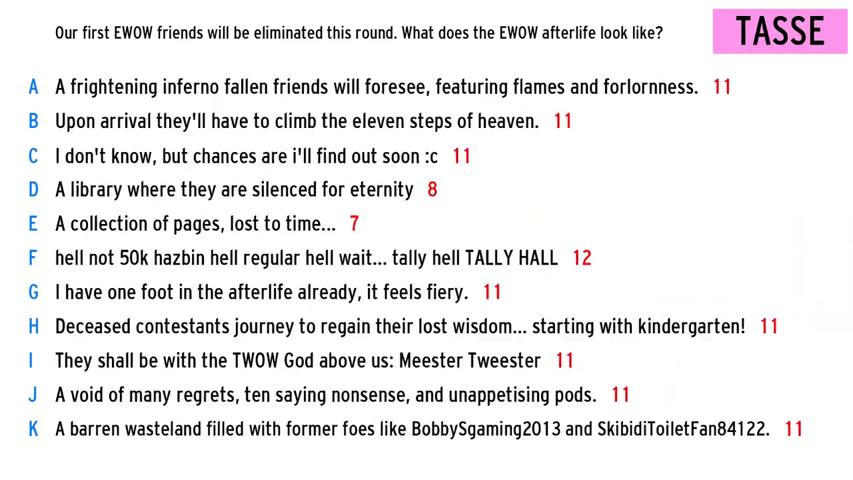 Our first EWOW friends will be eliminated this round. What does the EWOW afterlife look like?
TASSE
A A frightening inferno fallen friends will foresee, featuring flames and forlornness. 11
B Upon arrival they'll have to climb the eleven steps of heaven. 11
C I don't know, but chances are i'll find out soon :c 11
D A library where they are silenced for eternity 8
E A collection of pages, lost to time... 7
F hell not 50k hazbin hell regular hell wait... tally hell TALLY HALL 12
G I have one foot in the afterlife already, it feels fiery. 11
H Deceased contestants journey to regain their lost wisdom... starting with kindergarten! 11
I They shall be with the TWOW God above us: Meester Tweester 11
J A void of many regrets, ten saying nonsense, and unappetising pods. 11
K A barren wasteland filled with former foes like BobbySgaming2013 and SkibidiToiletFan84122. 11